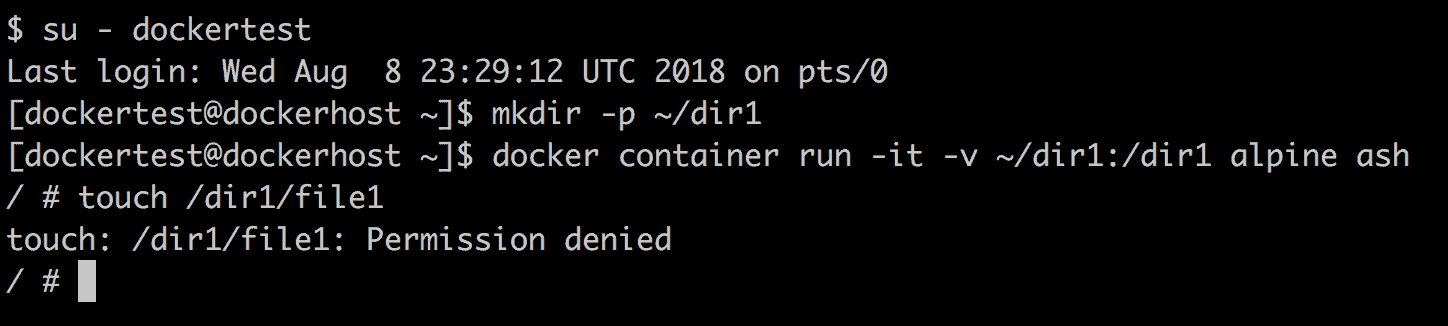 $ su - dockertest
Last login: Wed Aug  8 23:29:12 UTC 2018 on pts/0
[dockertest@dockerhost ~]$ mkdir -p ~/dir1
[dockertest@dockerhost ~]$ docker container run -it -v ~/dir1:/dir1 alpine ash
/ # touch /dir1/file1
touch: /dir1/file1: Permission denied
/ #